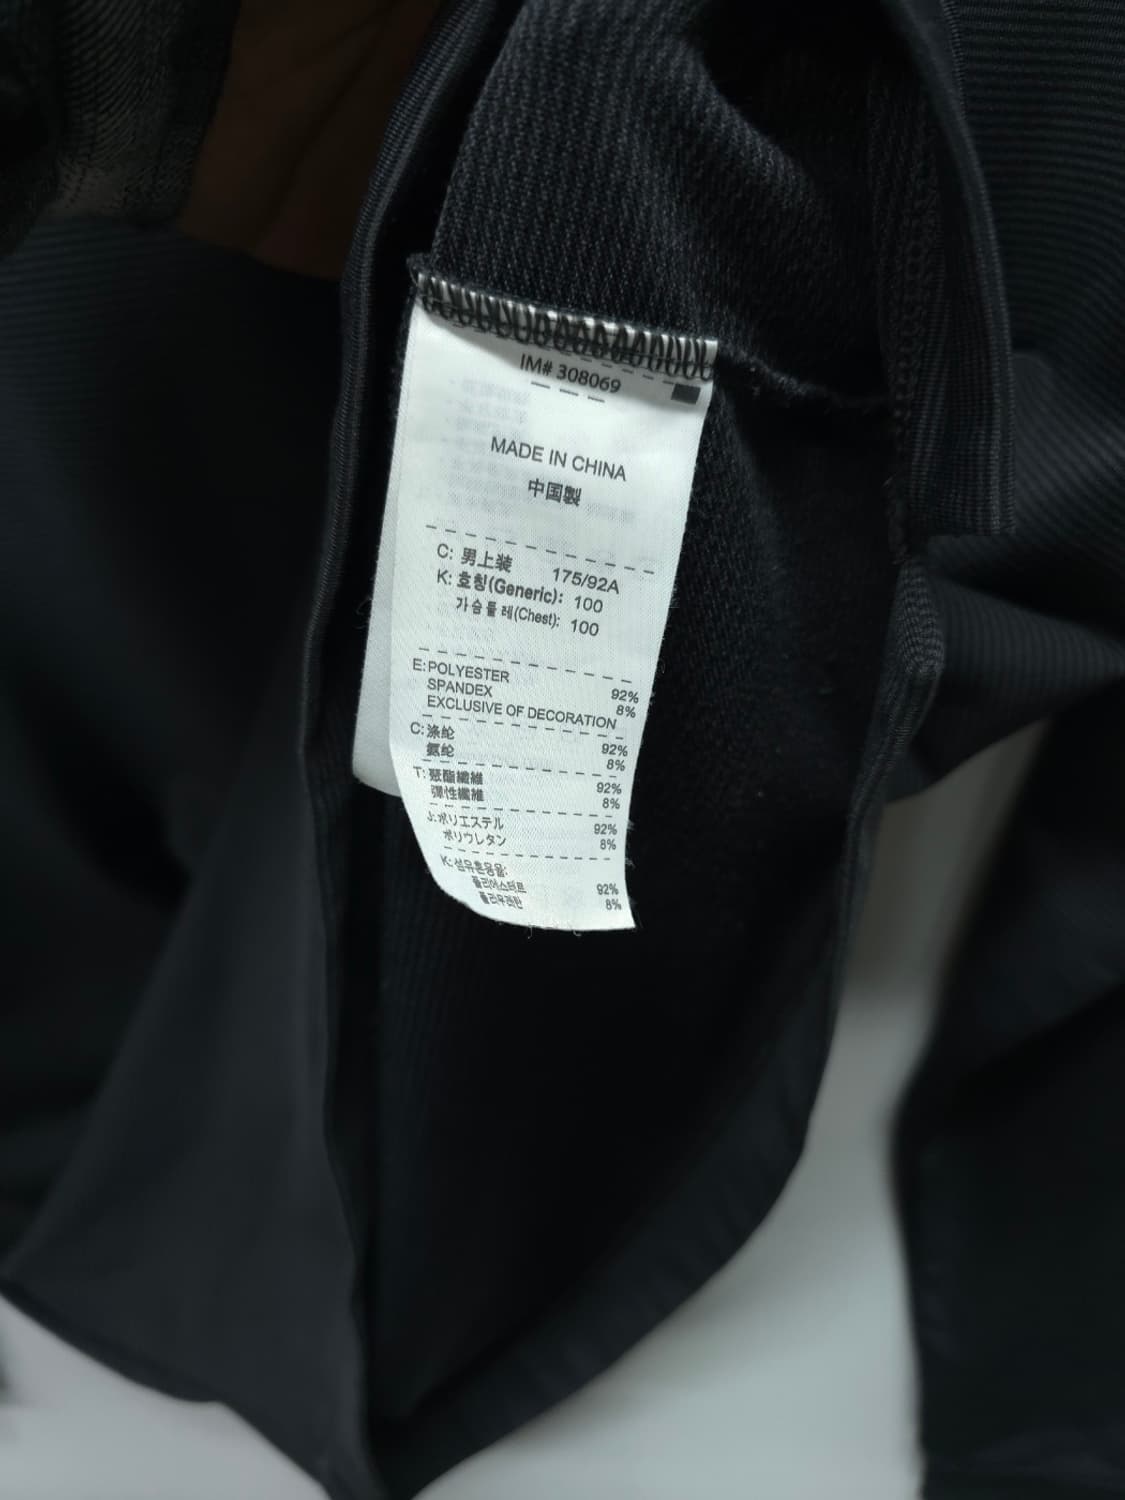 IM# 308069
MADE IN CHINA
中国製
C: 男上装 175/92A
K: 호칭(Generic): 100
가슴둘레(Chest): 100
E: POLYESTER 92%
SPANDEX 8%
EXCLUSIVE OF DECORATION
C: 涤纶 92%
氨纶 8%
T: 聚酯纖維 92%
彈性纖維 8%
J: ポリエステル 92%
ポリウレタン 8%
K: 섬유혼용율:
폴리에스터르 92%
폴리우레탄 8%